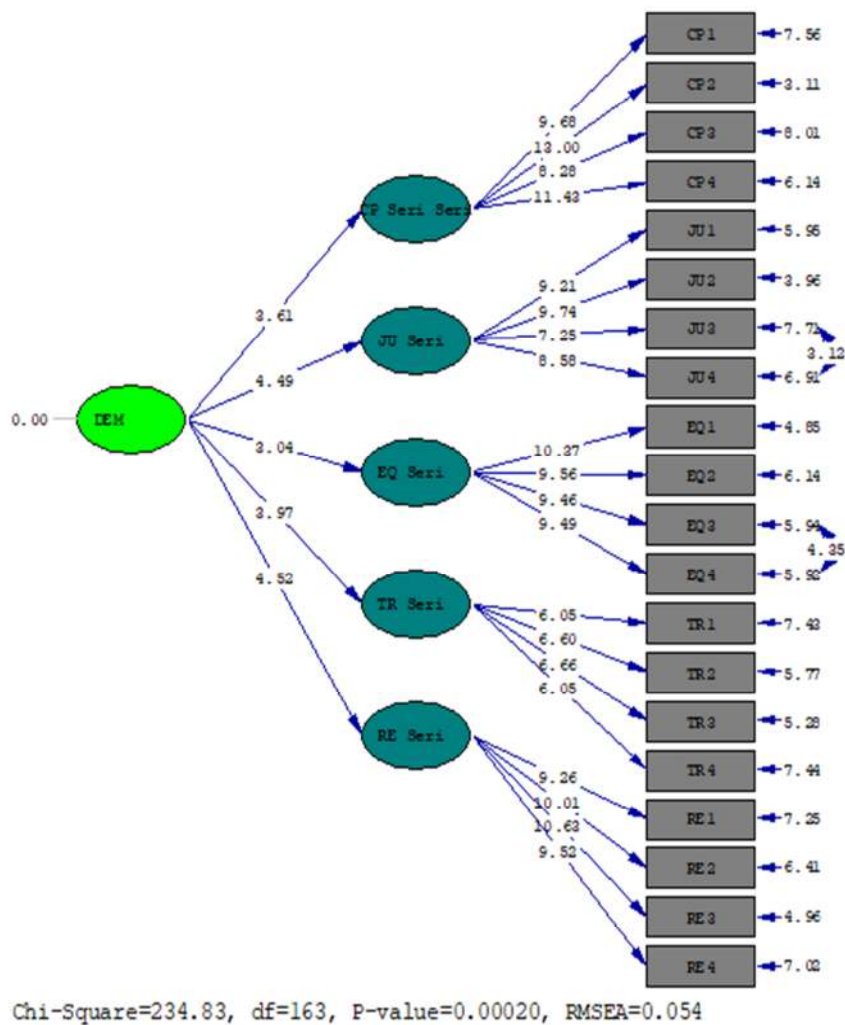 CP1
7.56
CP2
3.11
9.68
13.00
CP3
8.01
8.28
CP4
6.14
11.43
CP Seri Seri
JU1
5.95
JU2
3.96
9.21
3.61
9.74
JU3
7.71
7.25
JU Seri
3.12
8.58
JU4
6.91
4.49
0.00
DEM
EQ1
4.85
3.04
10.37
EQ Seri
9.56
EQ2
6.14
9.46
3.97
9.49
EQ3
5.94
4.35
4.52
EQ4
5.92
TR Seri
6.05
TR1
7.43
6.60
6.66
TR2
5.77
6.05
TR3
5.28
RE Seri
TR4
7.44
9.26
10.01
RE1
7.25
10.63
9.52
RE2
6.41
RE3
4.96
RE4
7.02
Chi-Square=234.83, df=163, P-value=0.00020, RMSEA=0.054